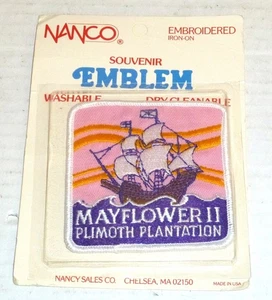 NANCO®
EMBROIDERED
IRON-ON
SOUVENIR
EMBLEM
WASHABLE DRY CLEANABLE
MAYFLOWER II
PLIMOTH PLANTATION
NANCY SALES CO. CHELSEA, MA 02150
MADE IN USA